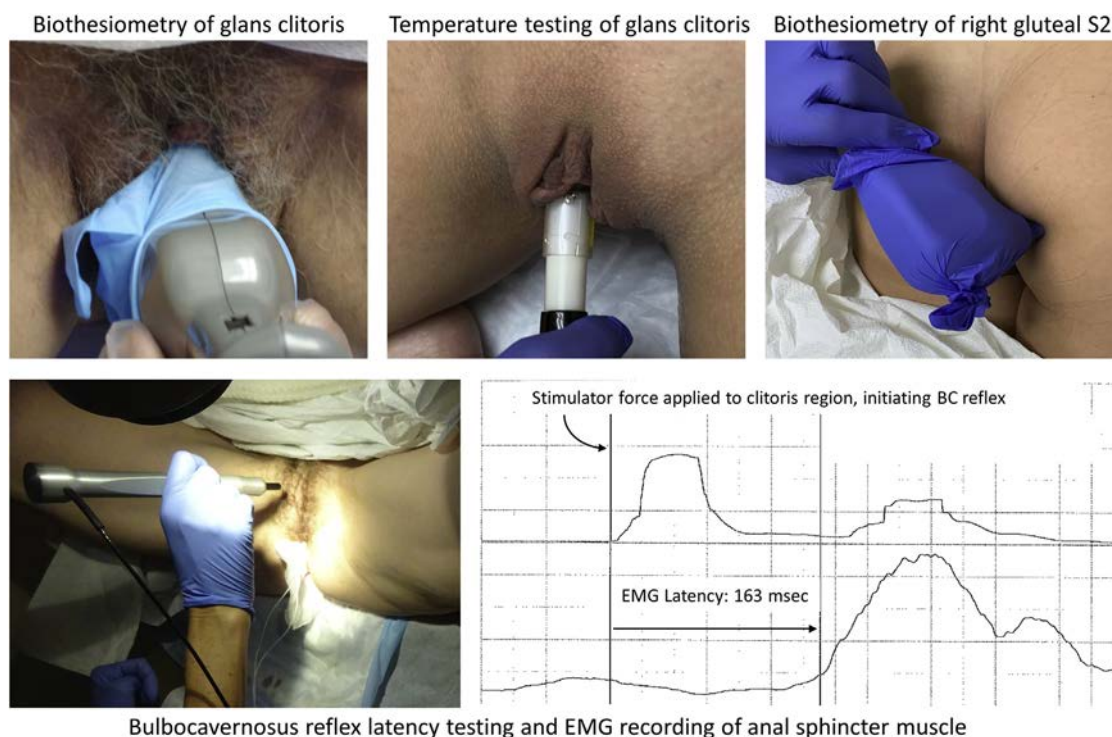 Biothesiometry of glans clitoris
Temperature testing of glans clitoris
Biothesiometry of right gluteal S2
Stimulator force applied to clitoris region, initiating BC reflex
EMG Latency: 163 msec
Bulbocavernosus reflex latency testing and EMG recording of anal sphincter muscle